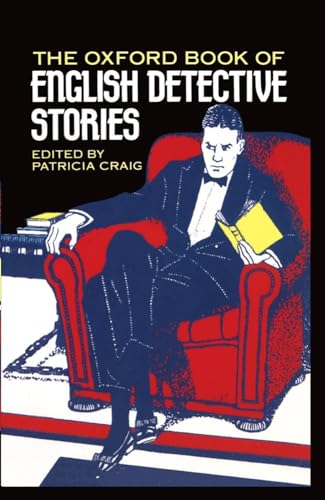 THE OXFORD BOOK OF
ENGLISH DETECTIVE
STORIES
EDITED BY
PATRICIA CRAIG